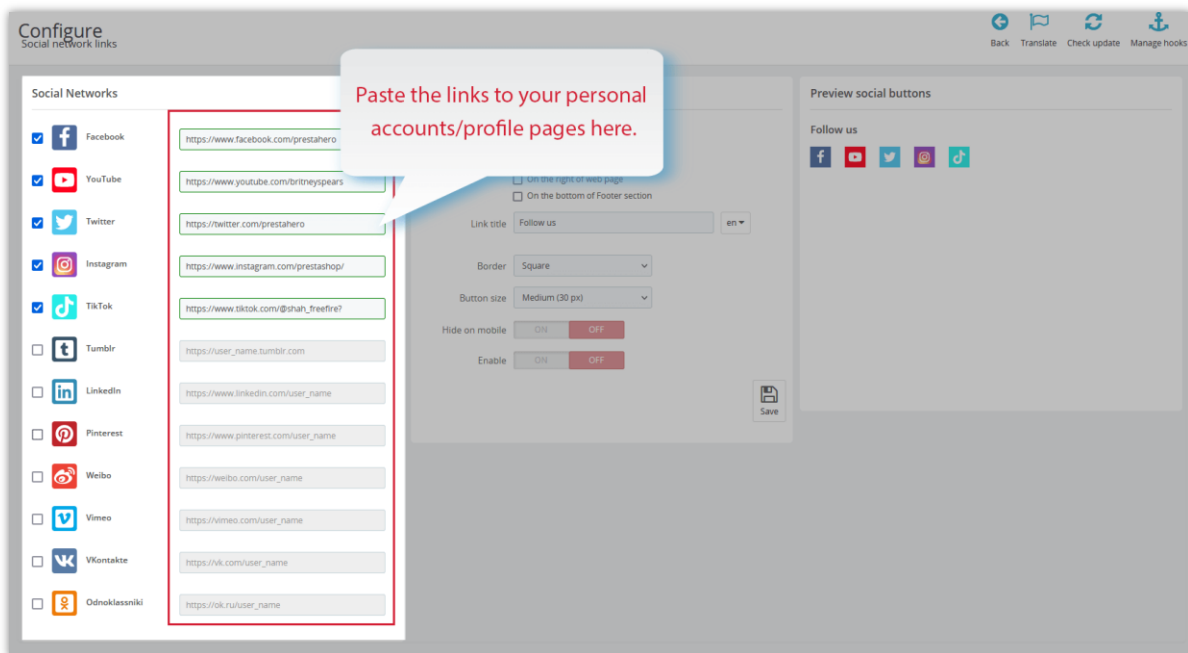 Configure
Social network links
Back
Translate
Check update
Manage hooks
Social Networks
Facebook
https://www.facebook.com/prestahero
YouTube
https://www.youtube.com/britneyspears
Twitter
https://twitter.com/prestahero
Instagram
https://www.instagram.com/prestashop/
TikTok
https://www.tiktok.com/@shah_freefire?
Tumblr
https://user_name.tumblr.com
LinkedIn
https://www.linkedin.com/user_name
Pinterest
https://www.pinterest.com/user_name
Weibo
https://weibo.com/user_name
Vimeo
https://vimeo.com/user_name
VKontakte
https://vk.com/user_name
Odnoklassniki
https://ok.ru/user_name
Paste the links to your personal
accounts/profile pages here.
On the right of web page
On the bottom of Footer section
Link title
Follow us
en
Border
Square
Button size
Medium (30 px)
Hide on mobile
ON
OFF
Enable
ON
OFF
Save
Preview social buttons
Follow us